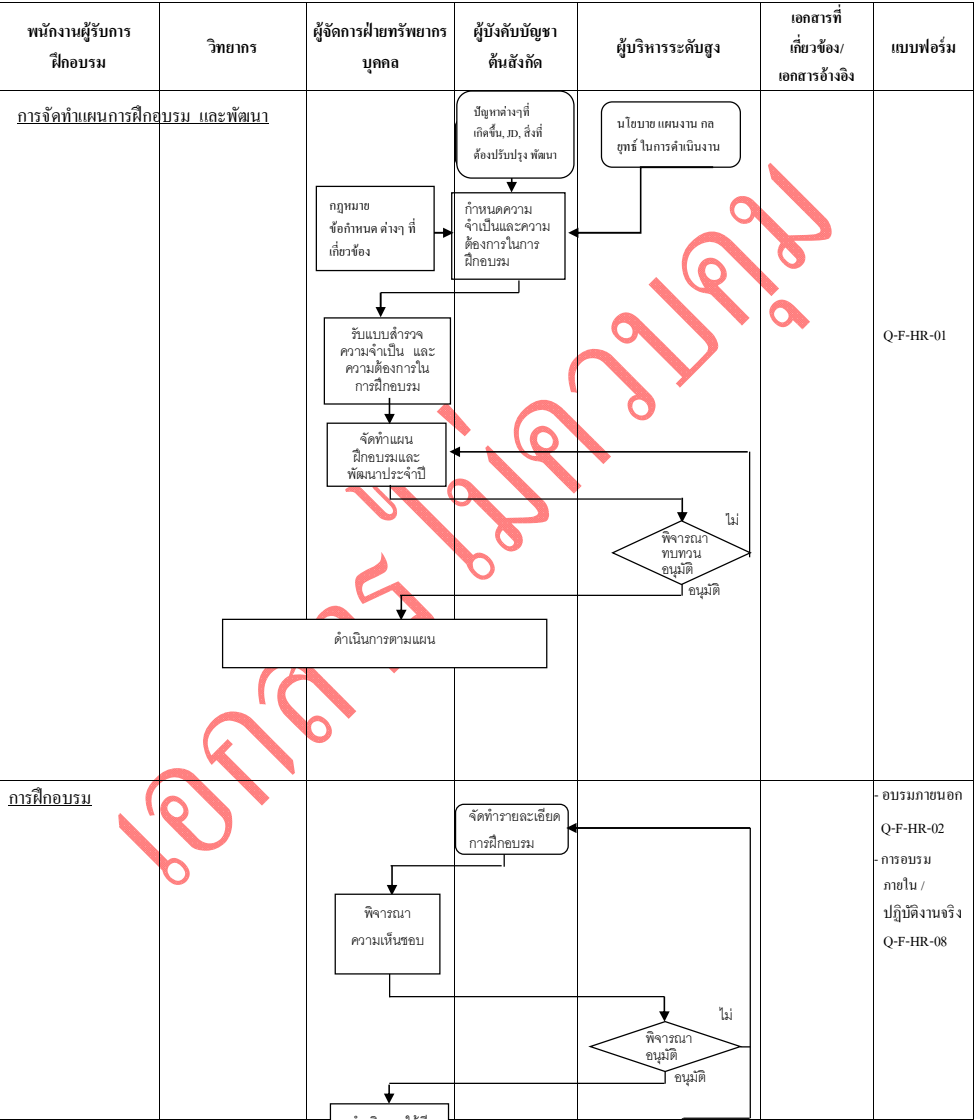 พนักงานผู้รับการ
ฝึกอบรม
วิทยากร
ผู้จัดการฝ่ายทรัพยากร
บุคคล
ผู้บังคับบัญชา
ต้นสังกัด
ผู้บริหารระดับสูง
เอกสารที่
เกี่ยวข้อง/
เอกสารอ้างอิง
แบบฟอร์ม
การจัดทำแผนการฝึกอบรม และพัฒนา
ปัญหาต่างๆที่
เกิดขึ้น, JD, สิ่งที่
ต้องปรับปรุง พัฒนา
นโยบาย แผนงาน กล
ยุทธ์ ในการดำเนินงาน
กฎหมาย
ข้อกำหนด ต่างๆ ที่
เกี่ยวข้อง
กำหนดความ
จำเป็นและความ
ต้องการในการ
ฝึกอบรม
รับแบบสำรวจ
ความจำเป็น และ
ความต้องการใน
การฝึกอบรม
Q-F-HR-01
จัดทำแผน
ฝึกอบรมและ
พัฒนาประจำปี
ไม่
พิจารณา
ทบทวน
อนุมัติ
อนุมัติ
ดำเนินการตามแผน
เอกสารไม่ควบคุม
การฝึกอบรม
จัดทำรายละเอียด
การฝึกอบรม
- อบรมภายนอก
Q-F-HR-02
- การอบรม
ภายใน /
ปฏิบัติงานจริง
Q-F-HR-08
พิจารณา
ความเห็นชอบ
ไม่
พิจารณา
อนุมัติ
อนุมัติ